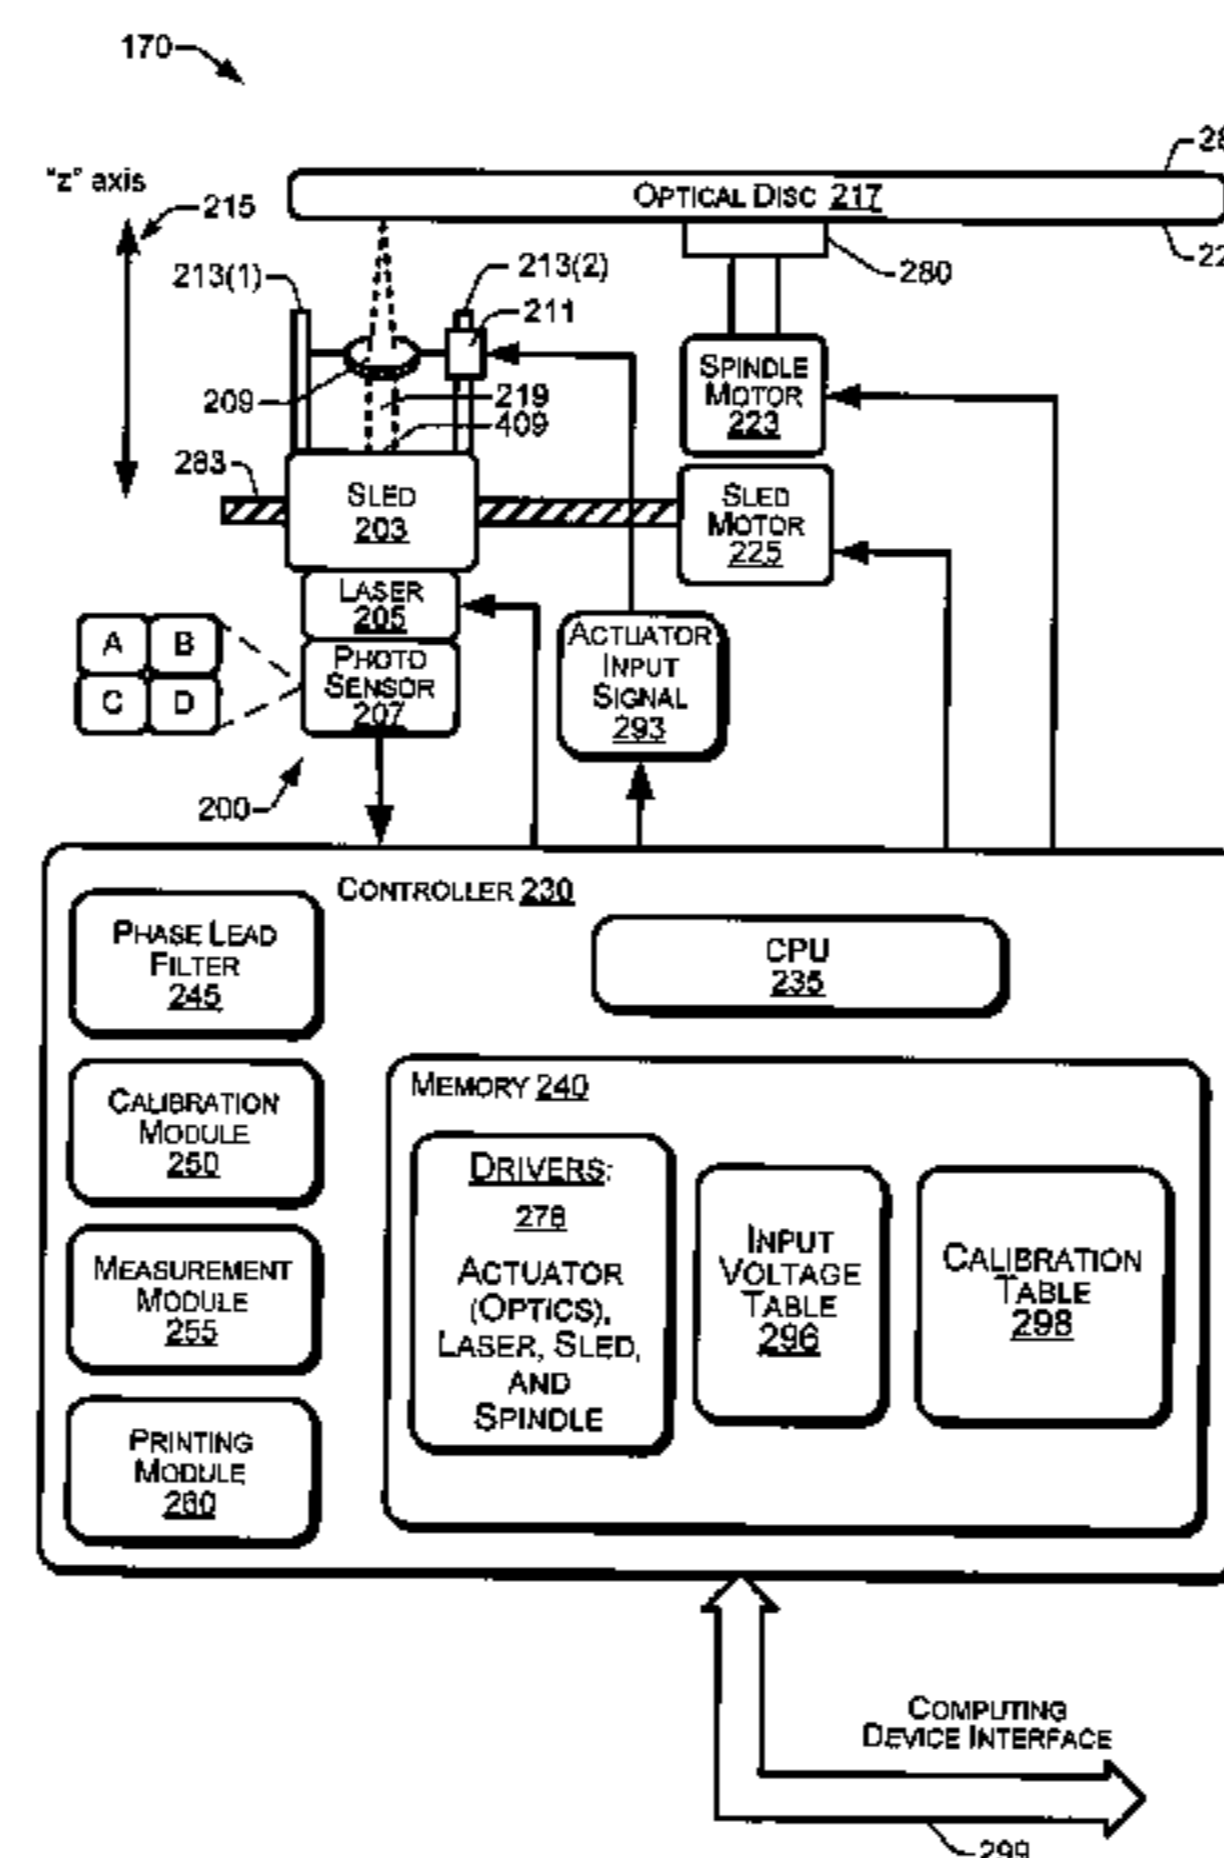 170
"z" axis
215
OPTICAL DISC 217
213(1)
213(2)
211
280
209
219
409
SPINDLE
MOTOR
223
283
SLED
203
SLED
MOTOR
225
LASER
205
A B
C D
PHOTO
SENSOR
207
ACTUATOR
INPUT
SIGNAL
293
200
CONTROLLER 230
PHASE LEAD
FILTER
245
CPU
235
CALIBRATION
MODULE
250
MEMORY 240
DRIVERS:
278
ACTUATOR
(OPTICS),
LASER, SLED,
AND
SPINDLE
INPUT
VOLTAGE
TABLE
296
CALIBRATION
TABLE
298
MEASUREMENT
MODULE
255
PRINTING
MODULE
260
COMPUTING
DEVICE INTERFACE
299